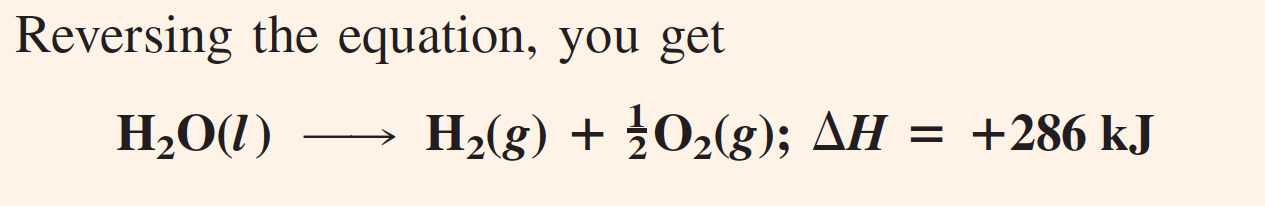 Reversing the equation, you get
H₂O(l) ⟶ H₂(g) + ½O₂(g); ΔH = +286 kJ